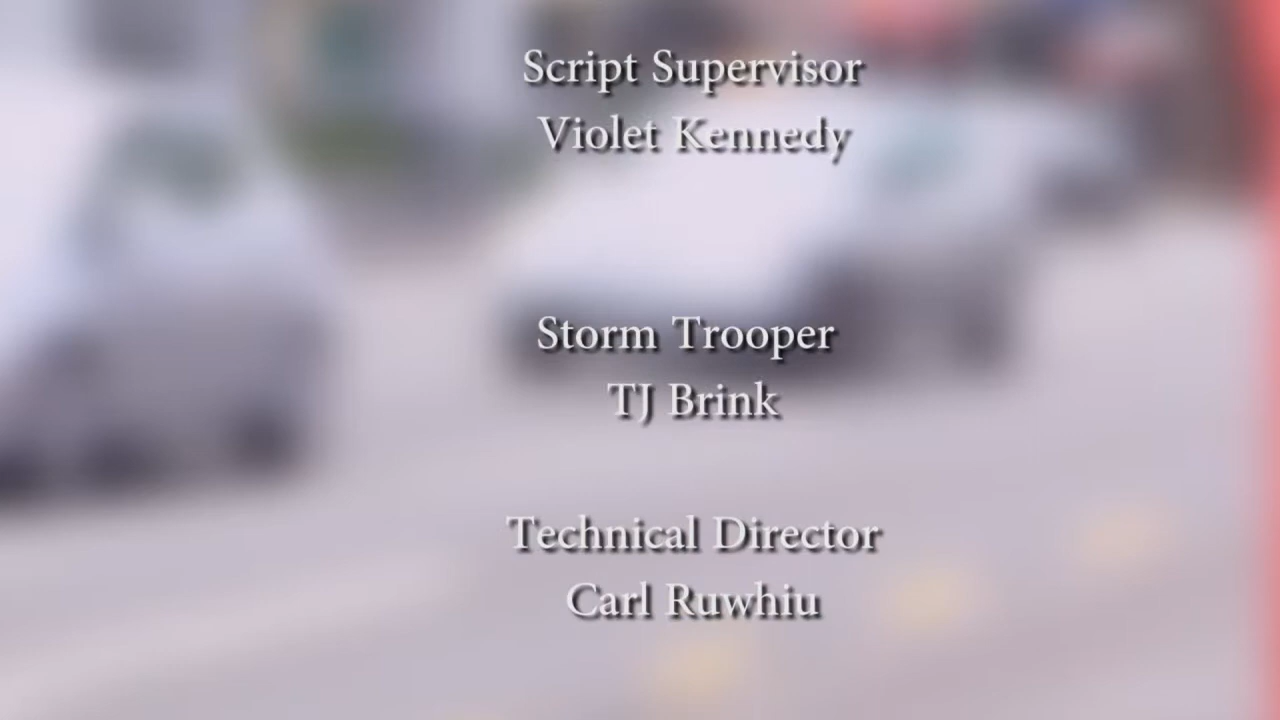 Script Supervisor
Violet Kennedy
Storm Trooper
TJ Brink
Technical Director
Carl Ruwhiu